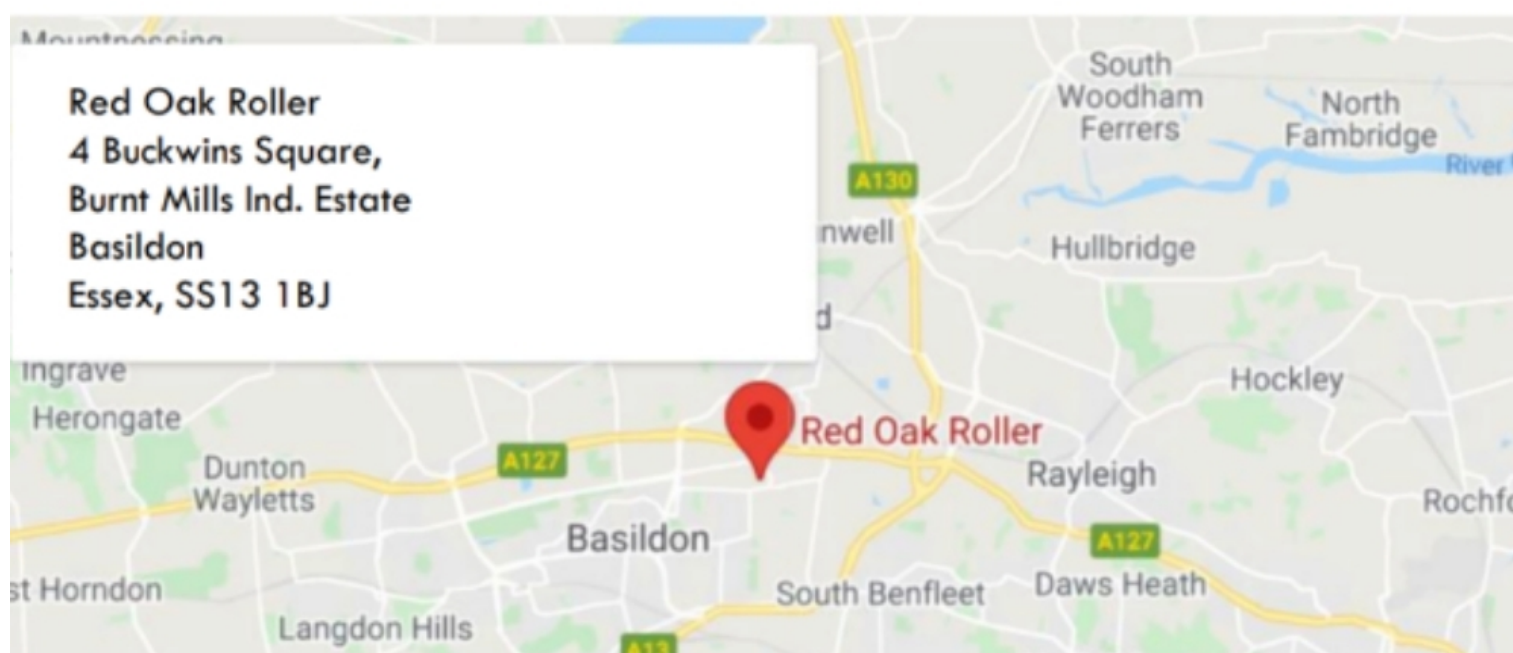 Mountnessing
Red Oak Roller
4 Buckwins Square,
Burnt Mills Ind. Estate
Basildon
Essex, SS13 1BJ
South
Woodham
Ferrers
North
Fambridge
River
A130
nwell
Hullbridge
d
Ingrave
Herongate
Hockley
Red Oak Roller
A127
Dunton
Wayletts
Rayleigh
Rochfo
Basildon
A127
st Horndon
South Benfleet
Daws Heath
Langdon Hills
A13